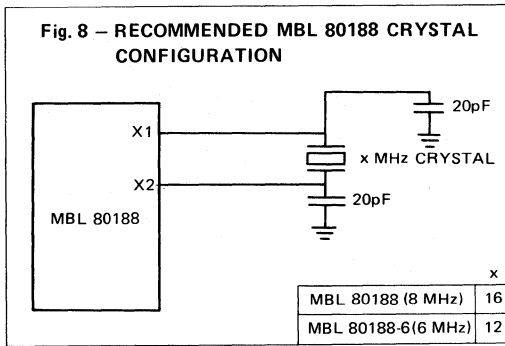 Fig. 8 – RECOMMENDED MBL 80188 CRYSTAL
CONFIGURATION
20pF
X1
x MHz CRYSTAL
X2
20pF
MBL 80188
x
MBL 80188 (8 MHz) 16
MBL 80188-6(6 MHz) 12